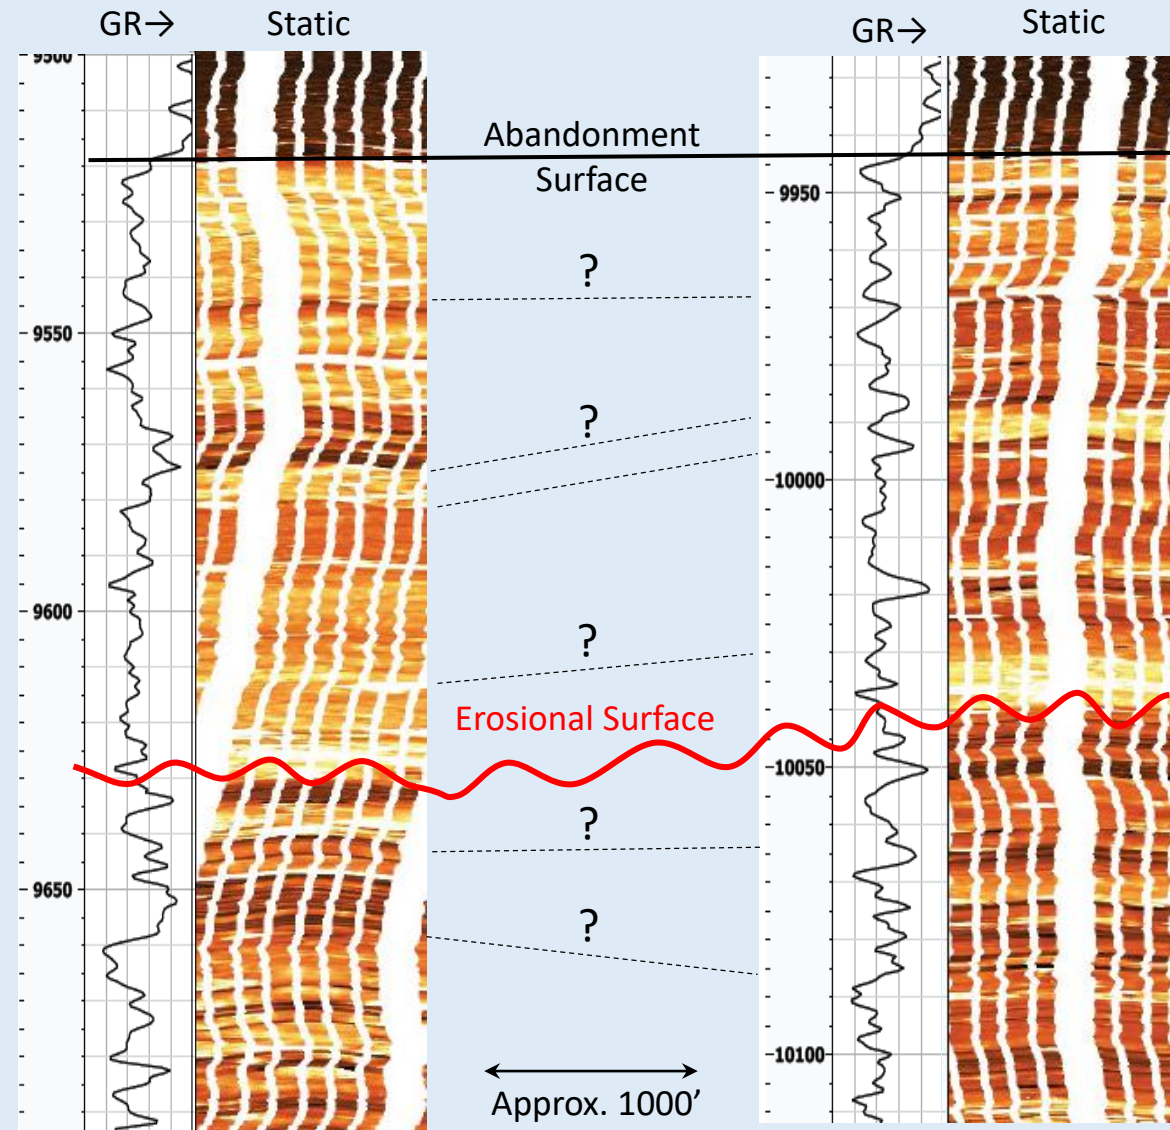 GR→
Static
GR→
Static
9500
Abandonment
Surface
9950
?
9550
?
10000
9600
?
Erosional Surface
10050
?
9650
?
10100
Approx. 1000’